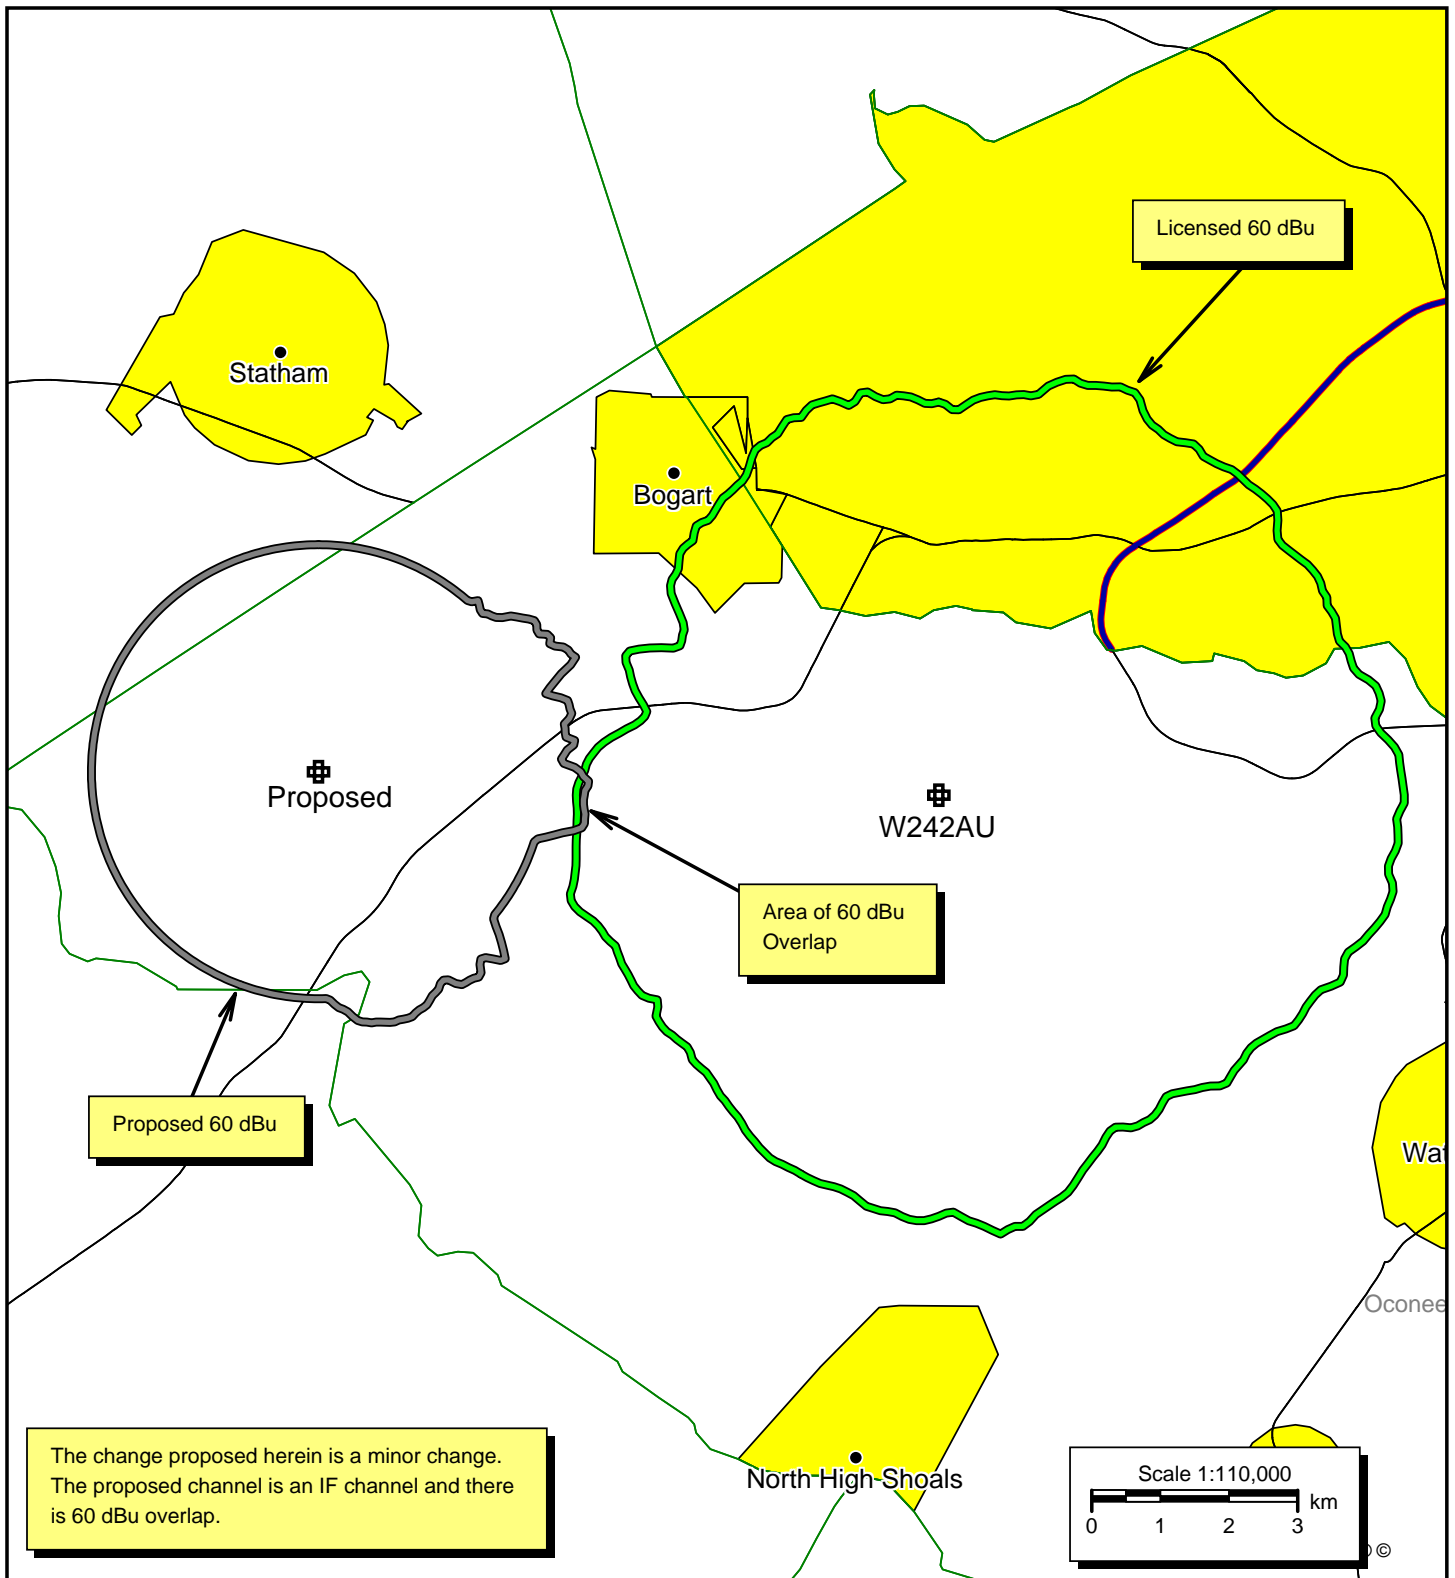 Licensed 60 dBu
Statham
Bogart
Proposed
W242AU
Area of 60 dBu
Overlap
Proposed 60 dBu
Wat
Oconee
The change proposed herein is a minor change.
The proposed channel is an IF channel and there
is 60 dBu overlap.
North High Shoals
Scale 1:110,000
km
0 1 2 3
©